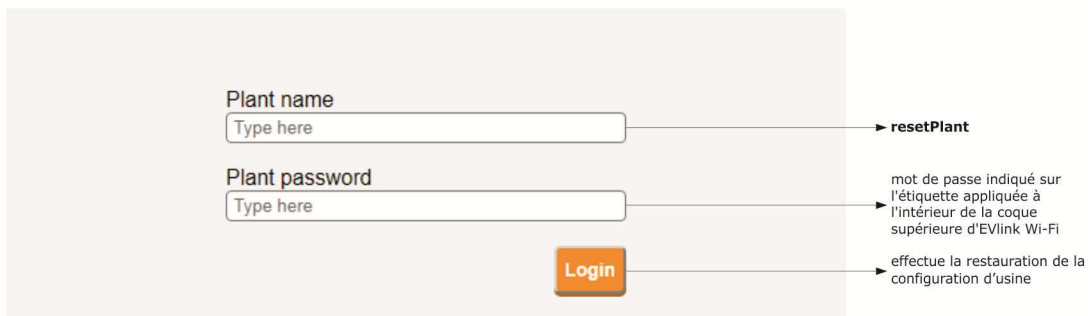 Plant name
Type here
resetPlant
Plant password
Type here
mot de passe indiqué sur
l'étiquette appliquée à
l'intérieur de la coque
supérieure d'EVlink Wi-Fi
Login
effectue la restauration de la
configuration d’usine